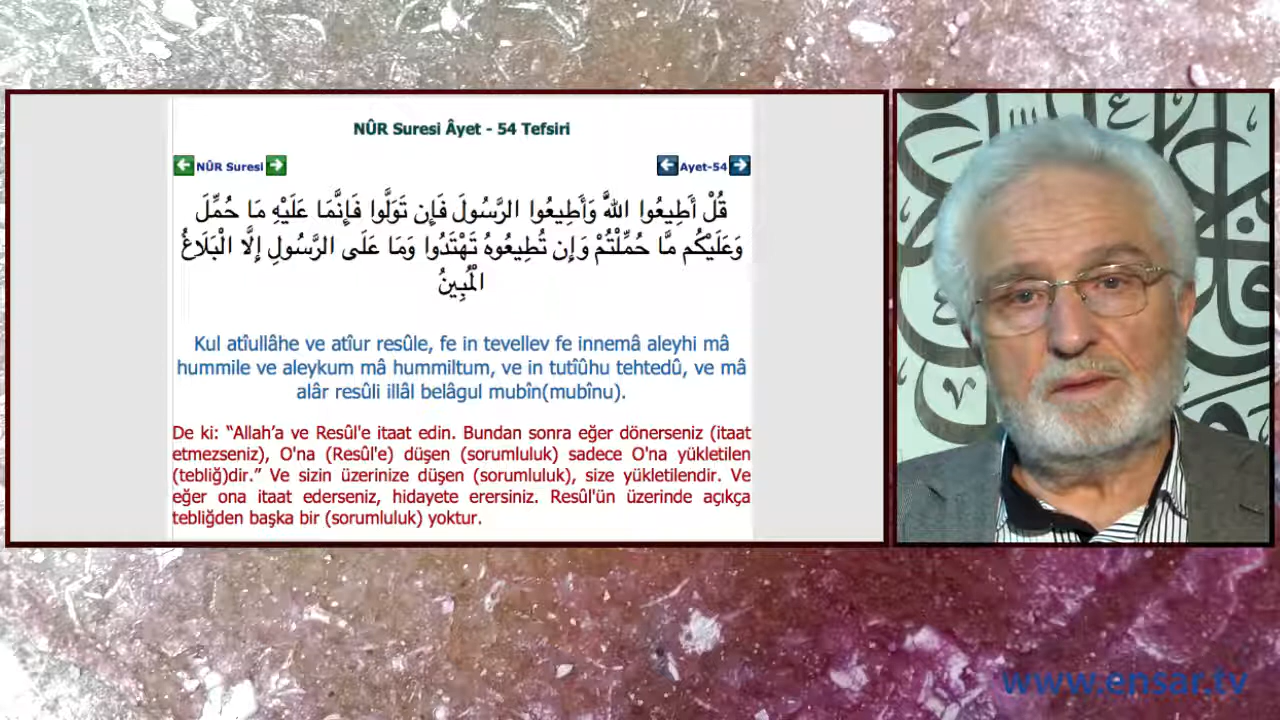 NÛR Suresi Âyet - 54 Tefsiri
NÛR Suresi
Ayet-54
قُلْ أَطِيعُوا اللَّهَ وَأَطِيعُوا الرَّسُولَ فَإِن تَوَلَّوا فَإِنَّمَا عَلَيْهِ مَا حُمِّلَ
وَعَلَيْكُم مَّا حُمِّلْتُمْ وَإِن تُطِيعُوهُ تَهْتَدُوا وَمَا عَلَى الرَّسُولِ إِلَّا الْبَلَاغُ
الْمُبِينُ
Kul atîullâhe ve atîur resûle, fe in tevellev fe innemâ aleyhi mâ
hummile ve aleykum mâ hummiltum, ve in tutîûhu tehtedû, ve mâ
alâr resûli illâl belâgul mubîn(mubînu).
De ki: “Allah’a ve Resûl'e itaat edin. Bundan sonra eğer dönerseniz (itaat
etmezseniz), O'na (Resûl'e) düşen (sorumluluk) sadece O'na yükletilen
(tebliğ)dir.” Ve sizin üzerinize düşen (sorumluluk), size yükletilendir. Ve
eğer ona itaat ederseniz, hidayete erersiniz. Resûl'ün üzerinde açıkça
tebliğden başka bir (sorumluluk) yoktur.
www.ensar.tv